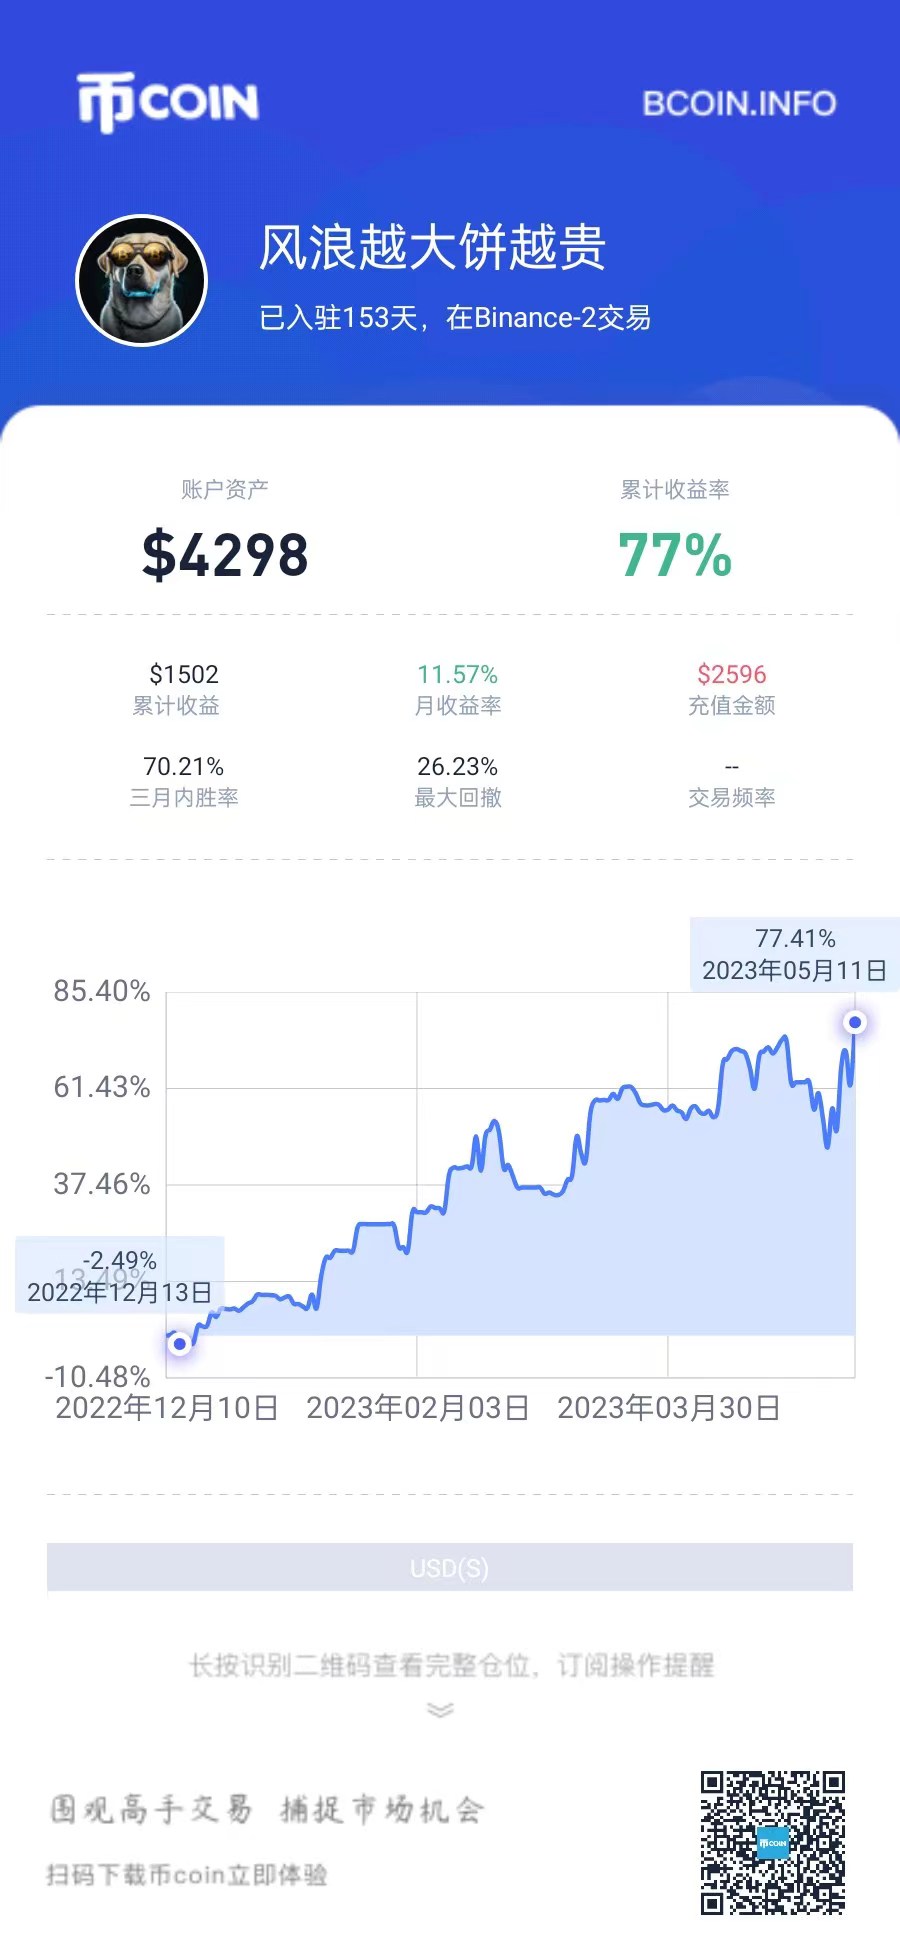 币COIN
BCOIN.INFO
风浪越大饼越贵
已入驻153天，在Binance-2交易
账户资产
累计收益率
$4298
77%
$1502
11.57%
$2596
累计收益
月收益率
充值金额
70.21%
26.23%
--
三月内胜率
最大回撤
交易频率
77.41%
2023年05月11日
85.40%
61.43%
37.46%
-2.49%
13.49%
2022年12月13日
-10.48%
2022年12月10日
2023年02月03日
2023年03月30日
USD(S)
长按识别二维码查看完整仓位，订阅操作提醒
围观高手交易 捕捉市场机会
币COIN
扫码下载币coin立即体验